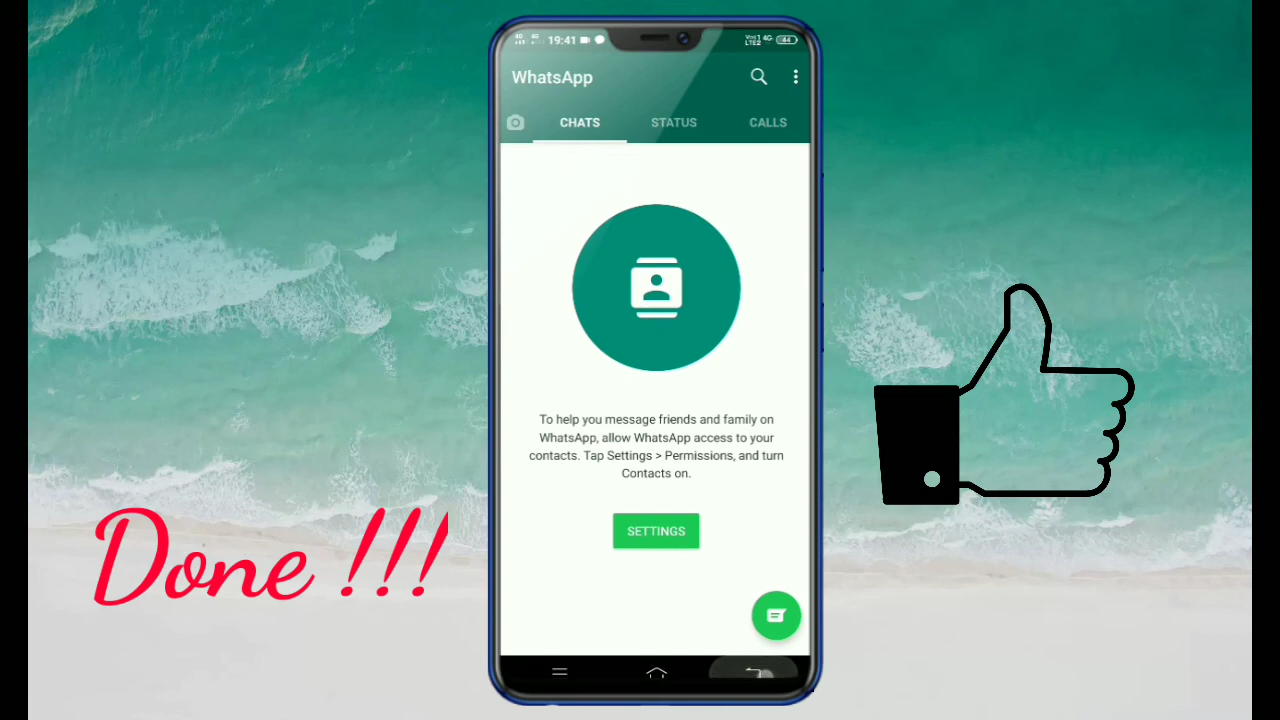 19:41
44
WhatsApp
CHATS STATUS CALLS
To help you message friends and family on
WhatsApp, allow WhatsApp access to your
contacts. Tap Settings > Permissions, and turn
Contacts on.
SETTINGS
Done !!!